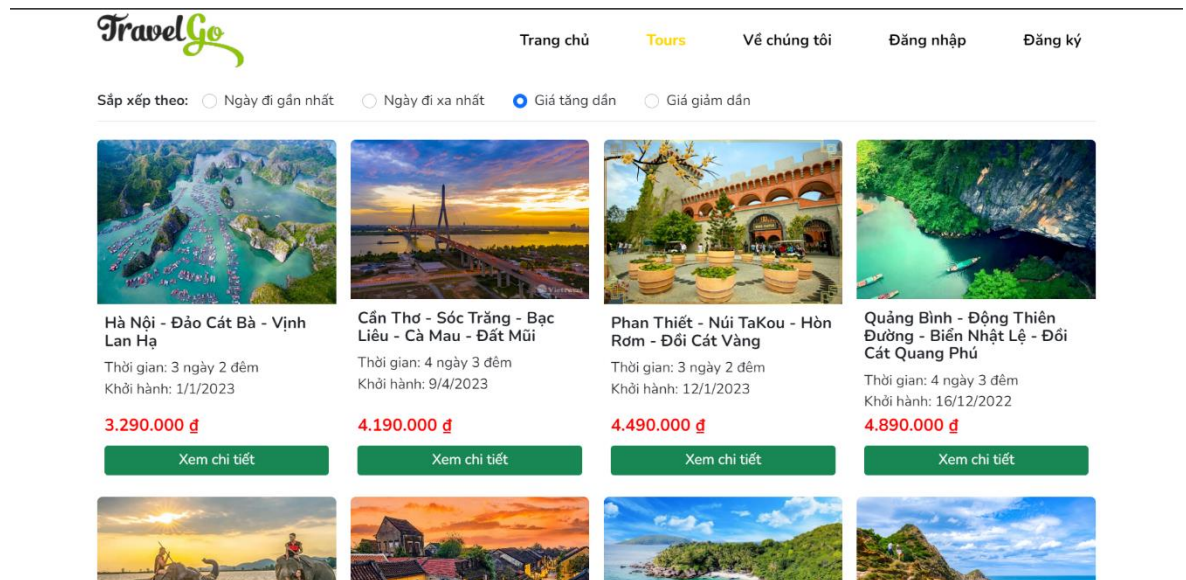 TravelGo
Trang chủ
Tours
Về chúng tôi
Đăng nhập
Đăng ký
Sắp xếp theo: Ngày đi gần nhất Ngày đi xa nhất Giá tăng dần Giá giảm dần
Vietravel
Hà Nội - Đảo Cát Bà - Vịnh
Lan Hạ
Thời gian: 3 ngày 2 đêm
Khởi hành: 1/1/2023
3.290.000 ₫
Xem chi tiết
Cần Thơ - Sóc Trăng - Bạc
Liêu - Cà Mau - Đất Mũi
Thời gian: 4 ngày 3 đêm
Khởi hành: 9/4/2023
4.190.000 ₫
Xem chi tiết
Phan Thiết - Núi TaKou - Hòn
Rơm - Đồi Cát Vàng
Thời gian: 3 ngày 2 đêm
Khởi hành: 12/1/2023
4.490.000 ₫
Xem chi tiết
Quảng Bình - Động Thiên
Đường - Biển Nhật Lệ - Đồi
Cát Quang Phú
Thời gian: 4 ngày 3 đêm
Khởi hành: 16/12/2022
4.890.000 ₫
Xem chi tiết